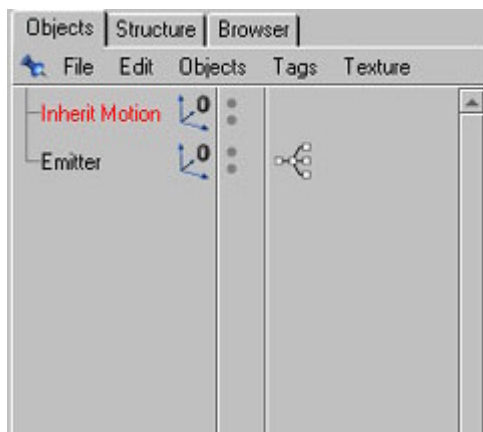 Objects Structure Browser
File Edit Objects Tags Texture
Inherit Motion 0
Emitter 0